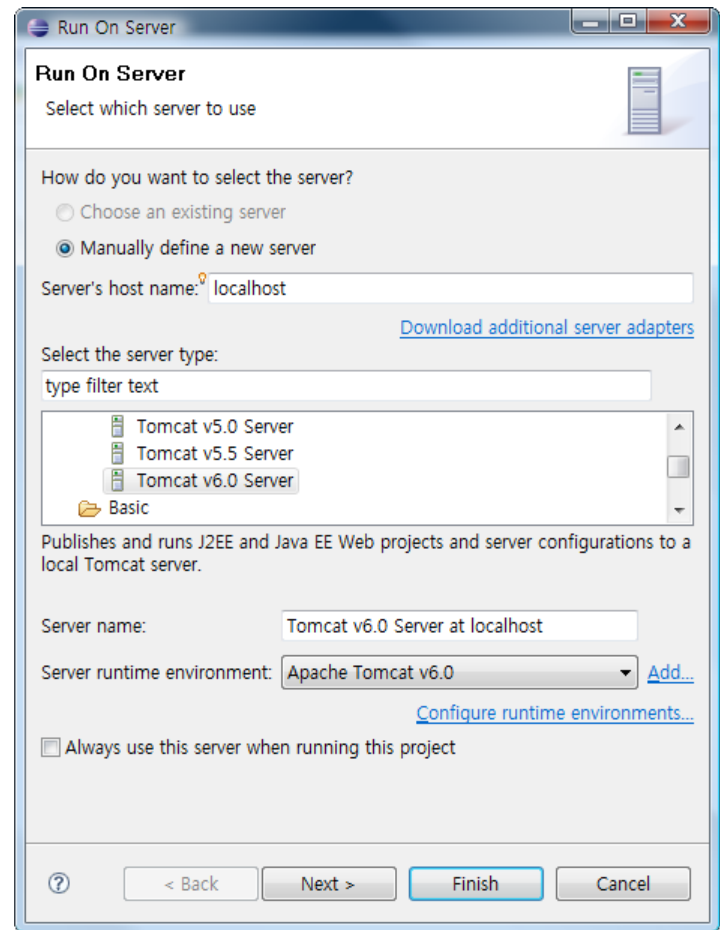 Run On Server
Run On Server
Select which server to use
How do you want to select the server?
Choose an existing server
Manually define a new server
Server's host name: localhost
Download additional server adapters
Select the server type:
type filter text
Tomcat v5.0 Server
Tomcat v5.5 Server
Tomcat v6.0 Server
Basic
Publishes and runs J2EE and Java EE Web projects and server configurations to a
local Tomcat server.
Server name: Tomcat v6.0 Server at localhost
Server runtime environment: Apache Tomcat v6.0 Add...
Configure runtime environments...
Always use this server when running this project
? < Back Next > Finish Cancel